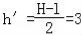 h′ = (H-1)/2 = 3